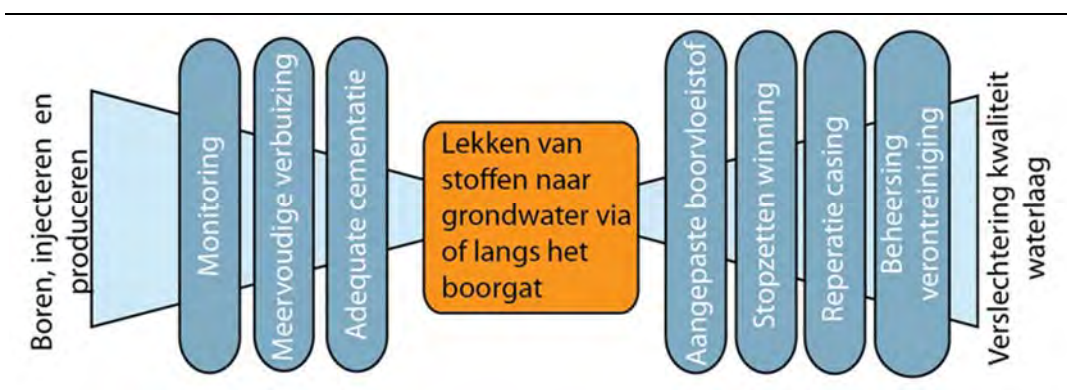 Boren, injecteren en
produceren
Monitoring
Meervoudige verbuizing
Adequate cementatie
Lekken van
stoffen naar
grondwater via
of langs het
boorgat
Aangepaste boorvloeistof
Stopzetten winning
Reperatie casing
Beheersing
verontreiniging
Verslechtering kwaliteit
waterlaag